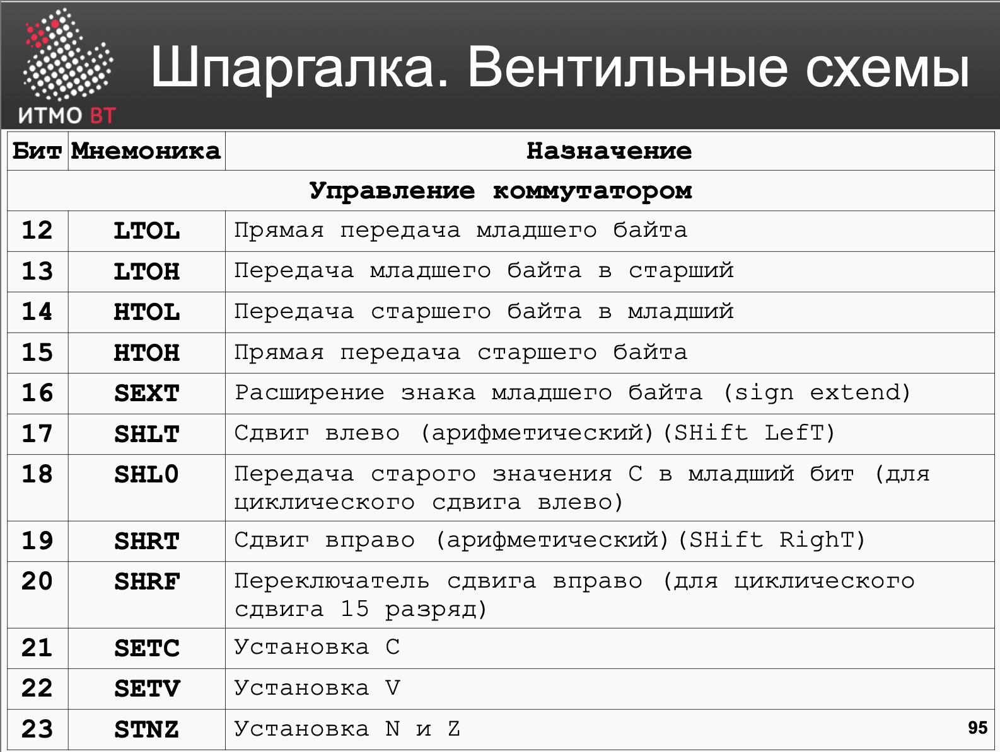 ИТМО ВТ
Шпаргалка. Вентильные схемы
Бит Мнемоника Назначение
Управление коммутатором
12 LTOL Прямая передача младшего байта
13 LTOH Передача младшего байта в старший
14 HTOL Передача старшего байта в младший
15 HTOH Прямая передача старшего байта
16 SEXT Расширение знака младшего байта (sign extend)
17 SHLT Сдвиг влево (арифметический)(SHift LefT)
18 SHL0 Передача старого значения C в младший бит (для
циклического сдвига влево)
19 SHRT Сдвиг вправо (арифметический)(SHift RighT)
20 SHRF Переключатель сдвига вправо (для циклического
сдвига 15 разряд)
21 SETC Установка C
22 SETV Установка V
23 STNZ Установка N и Z
95